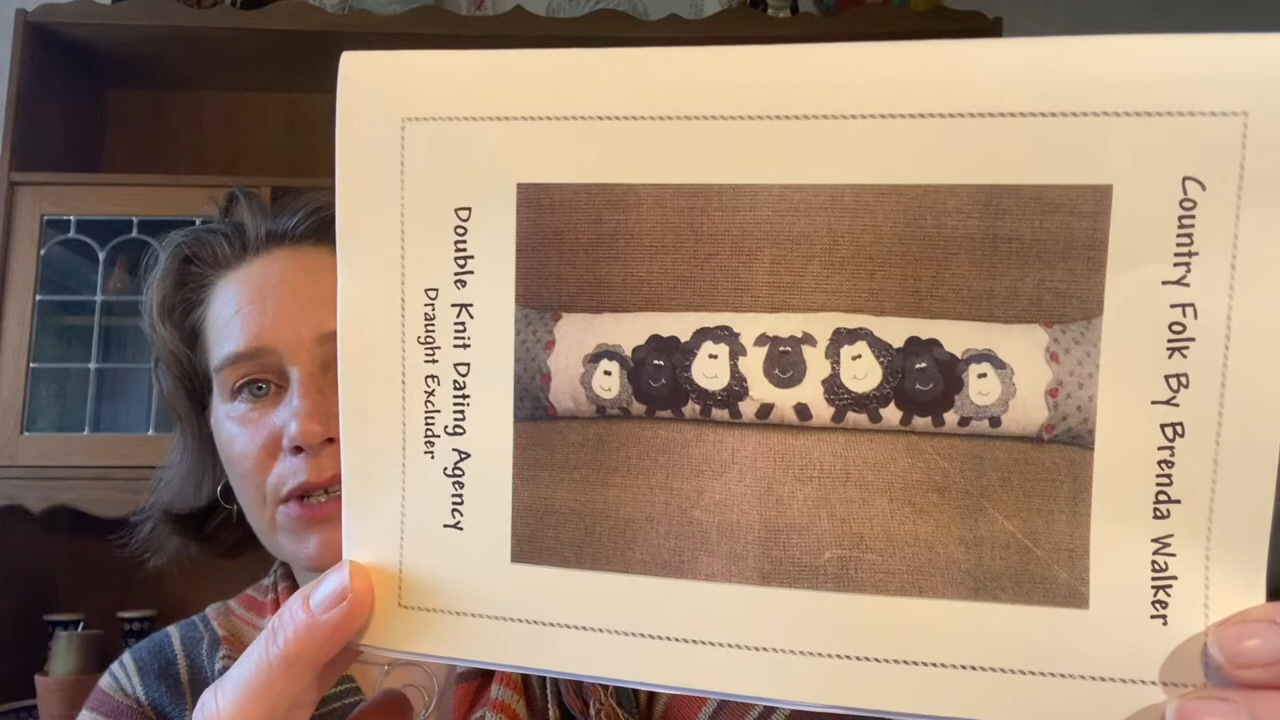 Country Folk By Brenda Walker
Double Knit Dating Agency
Draught Excluder